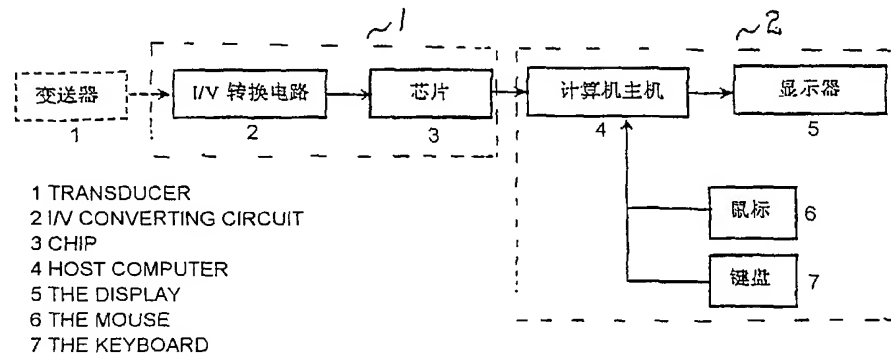 ~1
~2
变送器
I/V 转换电路
芯片
计算机主机
显示器
1
2
3
4
5
鼠标 6
键盘 7
1 TRANSDUCER
2 I/V CONVERTING CIRCUIT
3 CHIP
4 HOST COMPUTER
5 THE DISPLAY
6 THE MOUSE
7 THE KEYBOARD